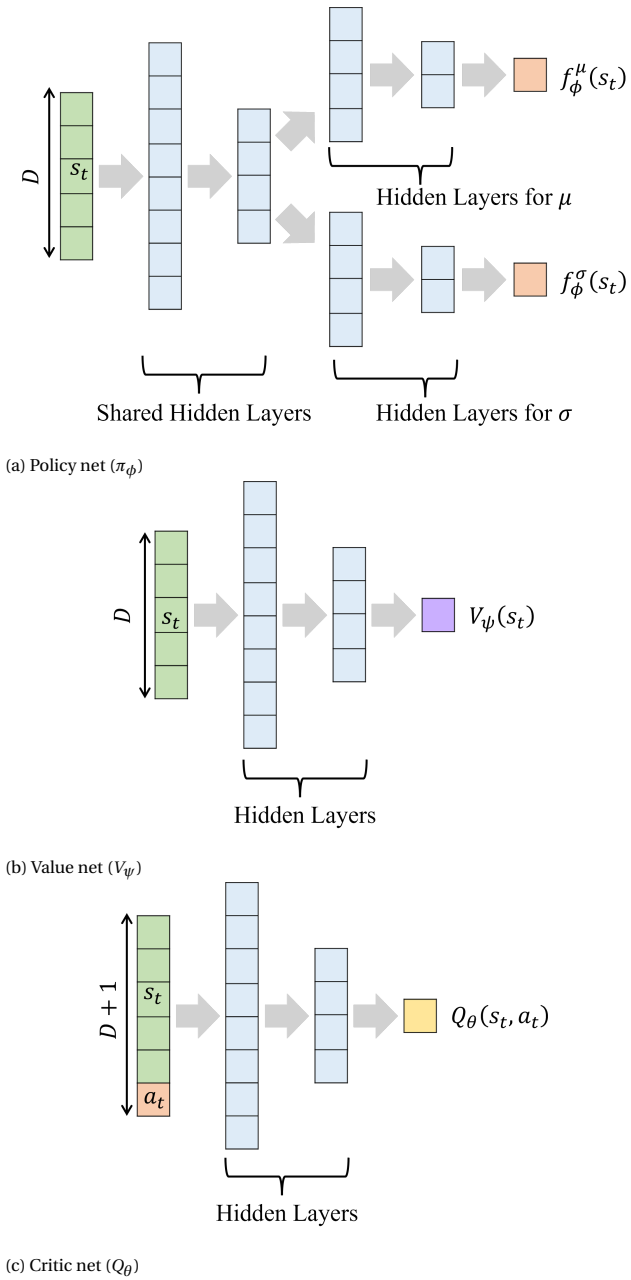 D
s_t
f_ϕ^μ(s_t)
Hidden Layers for μ
f_ϕ^σ(s_t)
Shared Hidden Layers
Hidden Layers for σ
(a) Policy net (π_ϕ)
D
s_t
V_ψ(s_t)
Hidden Layers
(b) Value net (V_ψ)
D + 1
s_t
a_t
Q_θ(s_t, a_t)
Hidden Layers
(c) Critic net (Q_θ)